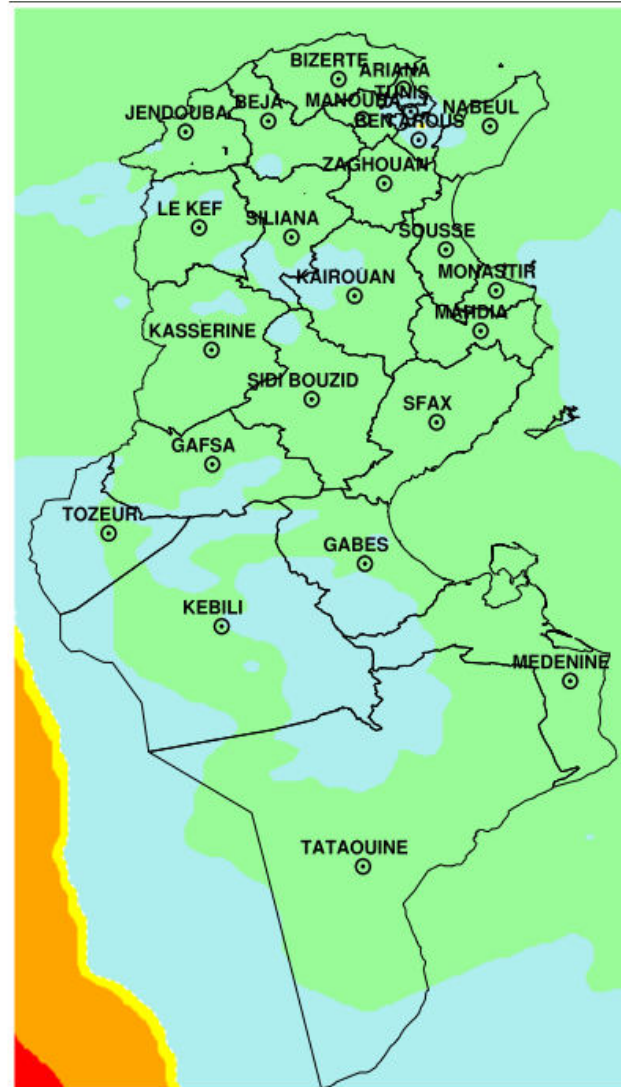 BIZERTE
ARIANA
TUNIS
MANOUBA
BEJA
NABEUL
JENDOUBA
BEN AROUS
ZAGHOUAN
LE KEF
SILIANA
SOUSSE
MONASTIR
KAIROUAN
MAHDIA
KASSERINE
SIDI BOUZID
SFAX
GAFSA
TOZEUR
GABES
KEBILI
MEDENINE
TATAOUINE